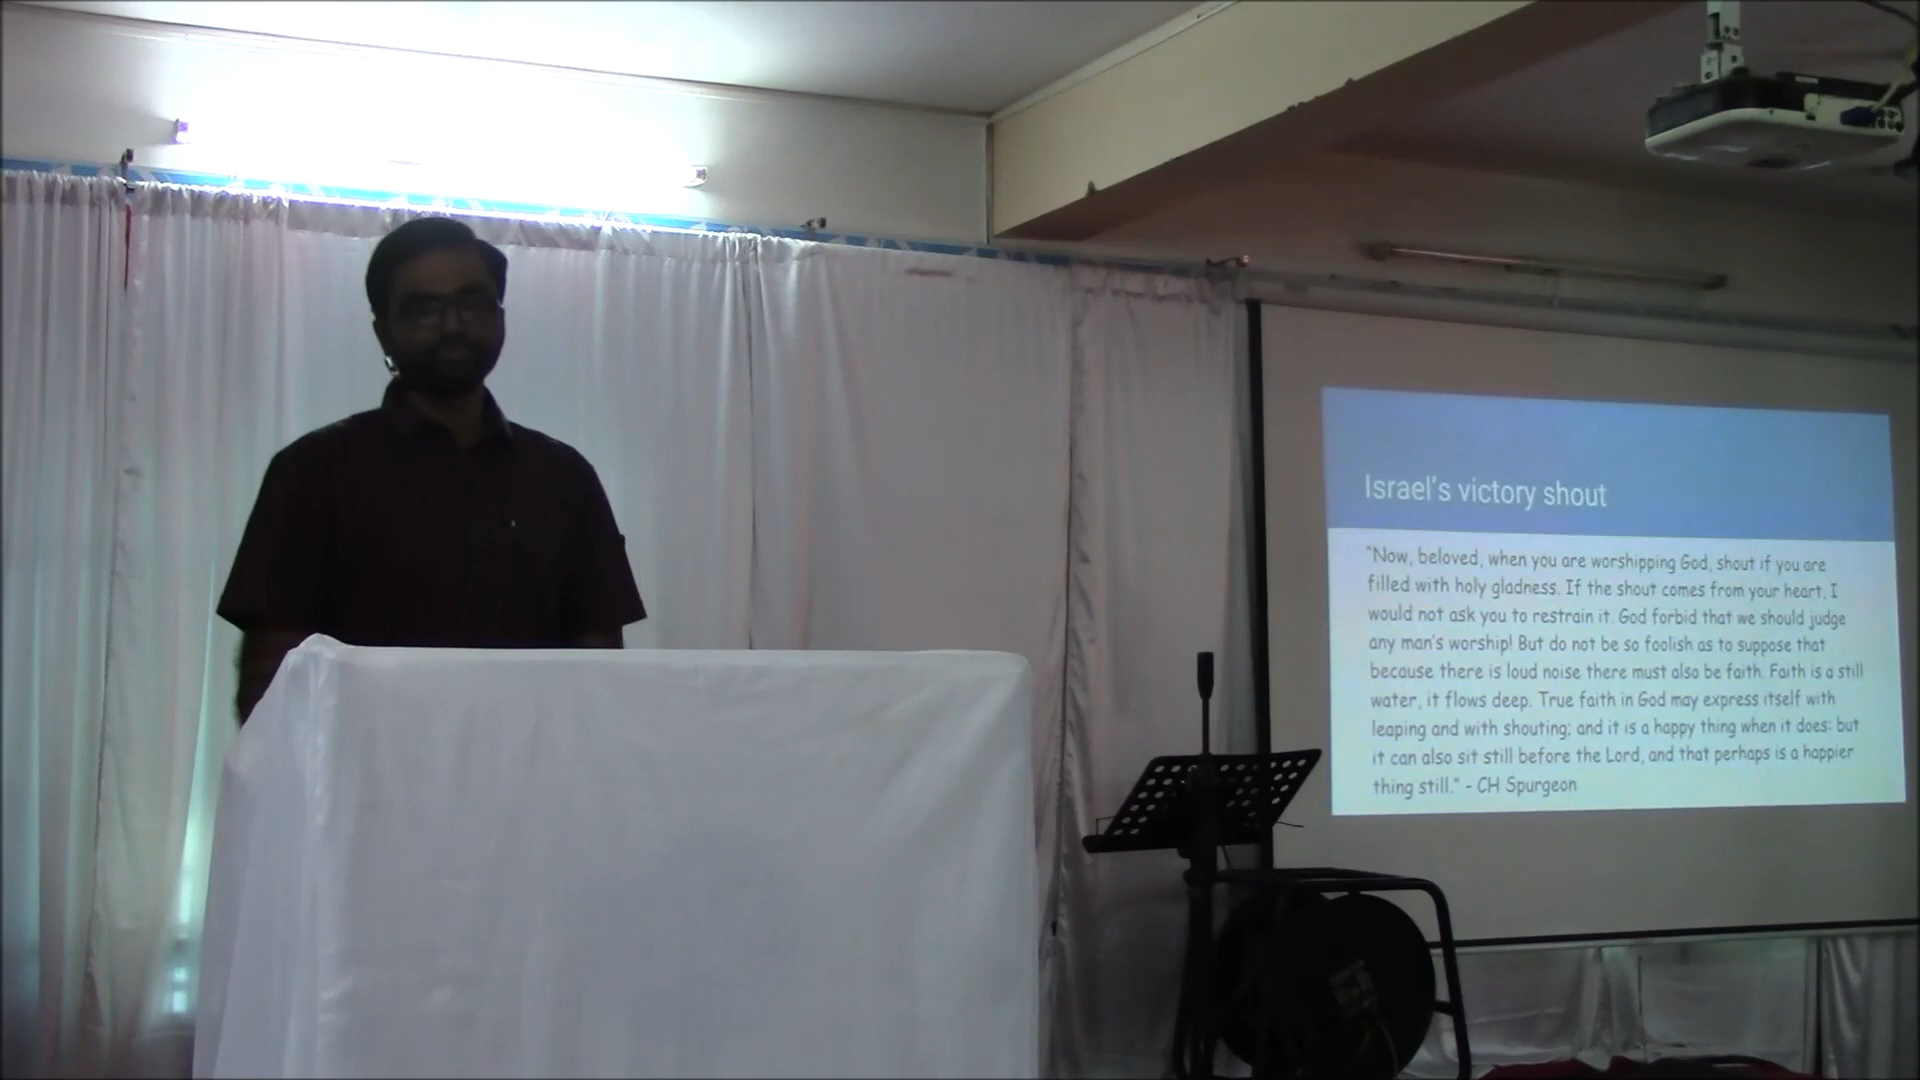 Israel's victory shout
"Now, beloved, when you are worshipping God, shout if you are
filled with holy gladness. If the shout comes from your heart, I
would not ask you to restrain it. God forbid that we should judge
any man's worship! But do not be so foolish as to suppose that
because there is loud noise there must also be faith. Faith is a still
water, it flows deep. True faith in God may express itself with
leaping and with shouting; and it is a happy thing when it does: but
it can also sit still before the Lord, and that perhaps is a happier
thing still." - CH Spurgeon